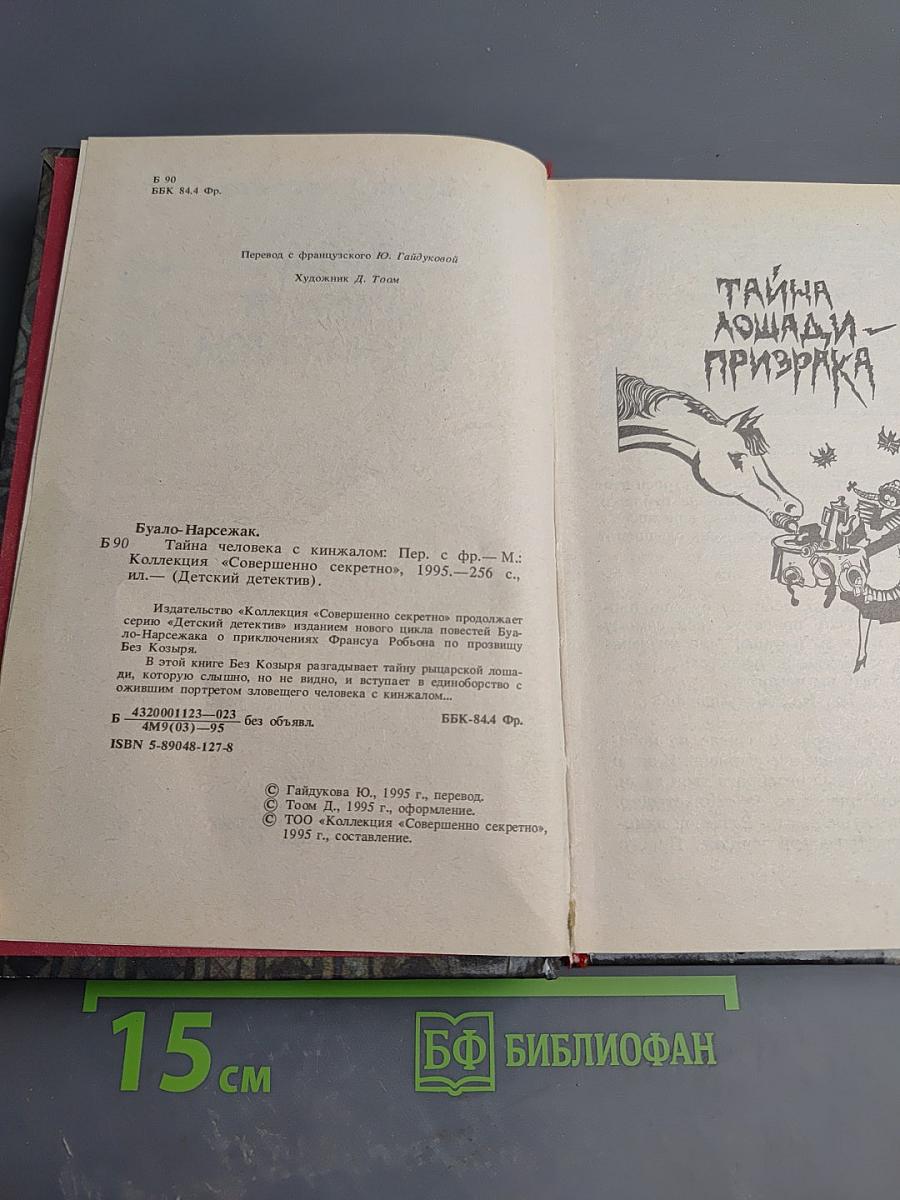 Б 90
ББК 84.4 Фр.
Перевод с французского Ю. Гайдуковой
Художник Д. Тоом
Буало-Нарсежак.
Б 90 Тайна человека с кинжалом: Пер. с фр.— М.:
Коллекция «Совершенно секретно», 1995.—256 с.,
ил.— (Детский детектив).
Издательство «Коллекция «Совершенно секретно» продолжает
серию «Детский детектив» изданием нового цикла повестей Буа-
ло-Нарсежака о приключениях Франсуа Робьона по прозвищу
Без Козыря.
В этой книге Без Козыря разгадывает тайну рыцарской лоша-
ди, которую слышно, но не видно, и вступает в единоборство с
ожившим портретом зловещего человека с кинжалом...
Б 4320001123—023
4М9(03)—95 без объявл. ББК-84.4 Фр.
ISBN 5-89048-127-8
© Гайдукова Ю., 1995 г., перевод.
© Тоом Д., 1995 г., оформление.
© ТОО «Коллекция «Совершенно секретно»,
1995 г., составление.
ТАЙНА
ЛОШАДИ—
ПРИЗРАКА
15 см
БФ БИБЛИОФАН